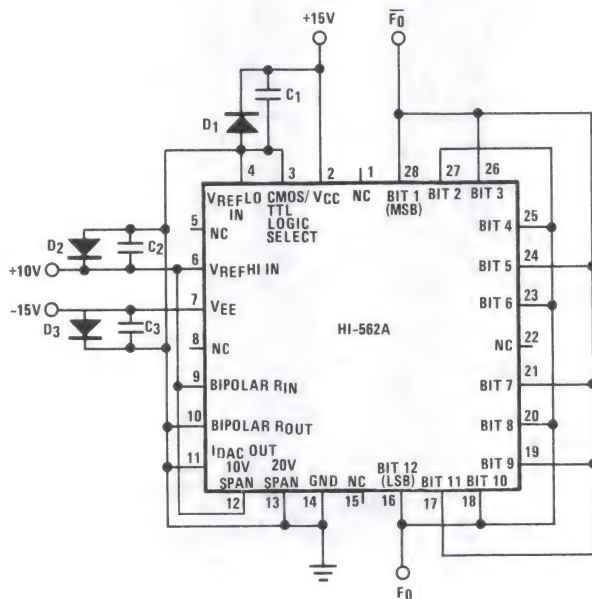 +15V
F̅0̅
C1
D1
4
3
2
1
28
27
26
VREF LO IN
CMOS/TTL LOGIC SELECT
VCC
NC
BIT 1 (MSB)
BIT 2
BIT 3
5
NC
BIT 4
25
D2
C2
+10V
6
VREF HI IN
BIT 5
24
-15V
7
VEE
BIT 6
23
D3
C3
HI-562A
8
NC
NC
22
9
BIPOLAR RIN
BIT 7
21
10
BIPOLAR ROUT
BIT 8
20
11
IDAC OUT
BIT 9
19
10V SPAN
20V SPAN
GND
NC
BIT 12 (LSB)
BIT 11
BIT 10
12
13
14
15
16
17
18
F0